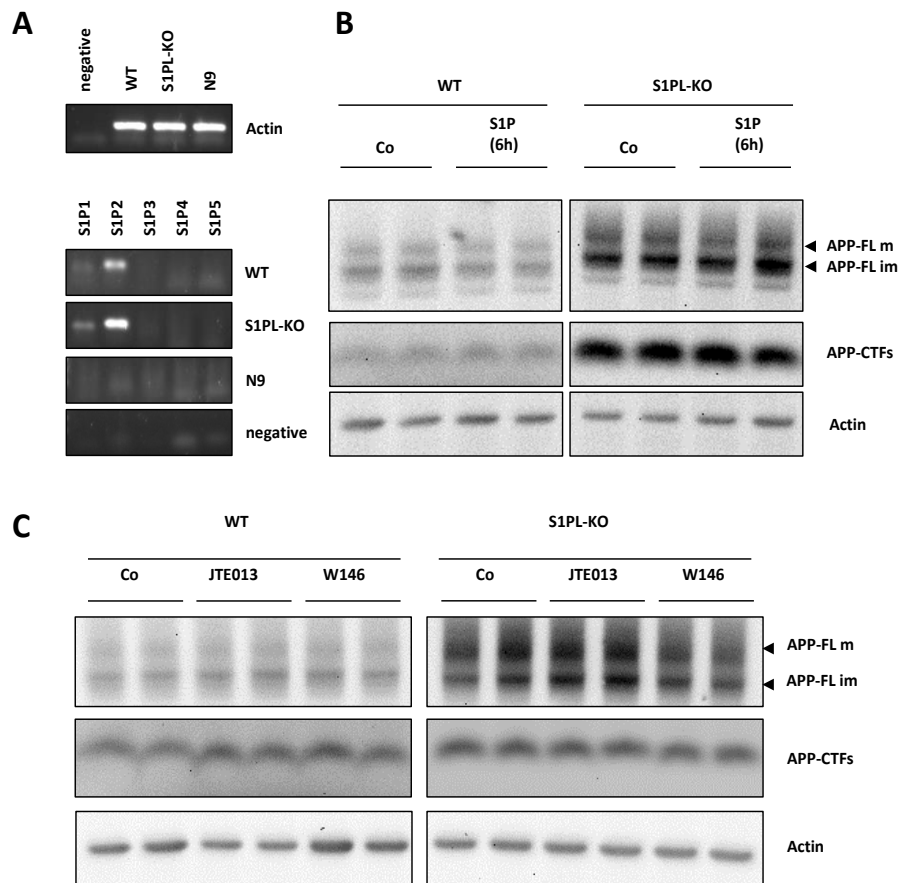 A
negative
WT
S1PL-KO
N9
Actin
S1P1
S1P2
S1P3
S1P4
S1P5
WT
S1PL-KO
N9
negative
B
WT
S1PL-KO
Co
S1P
(6h)
Co
S1P
(6h)
APP-FL m
APP-FL im
APP-CTFs
Actin
C
WT
S1PL-KO
Co
JTE013
W146
Co
JTE013
W146
APP-FL m
APP-FL im
APP-CTFs
Actin